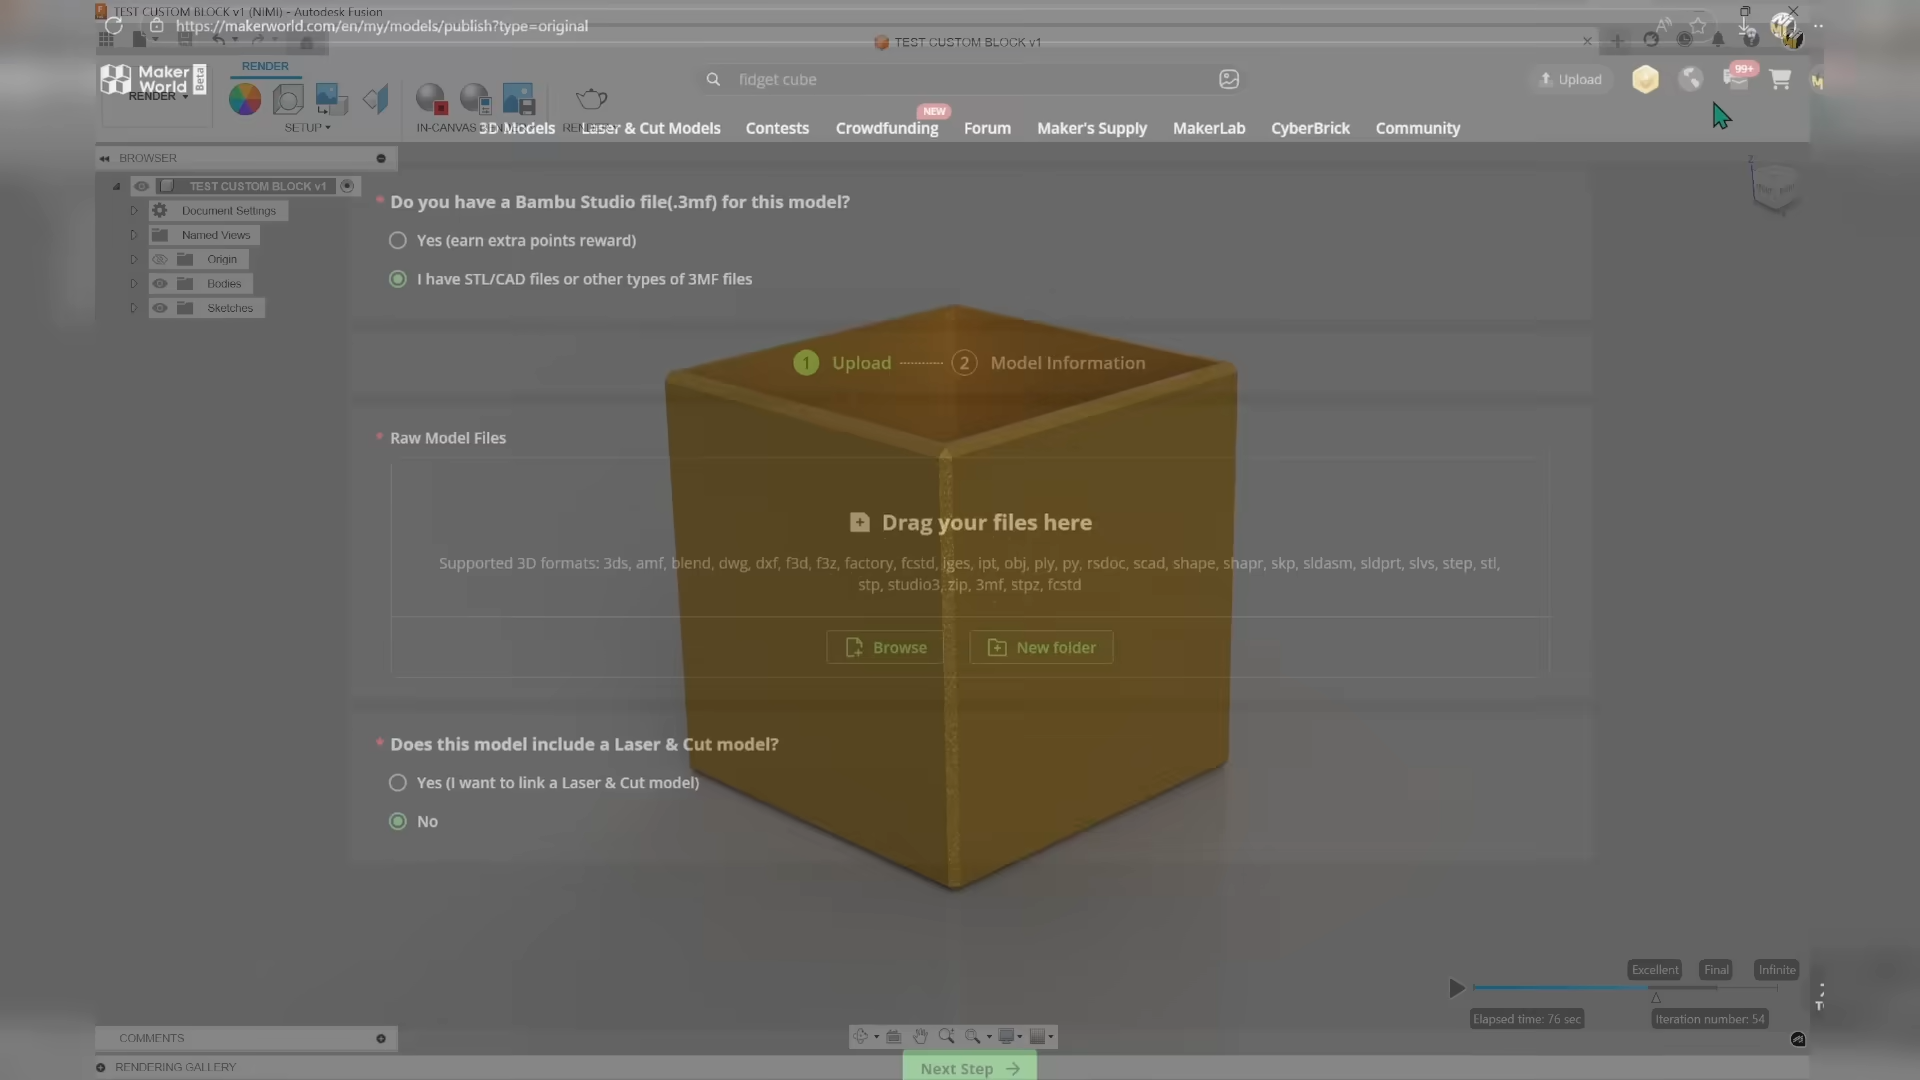 TEST CUSTOM BLOCK v1 (NiMi) - Autodesk Fusion
https://makerworld.com/en/my/models/publish?type=original
TEST CUSTOM BLOCK v1
RENDER
Maker World Beta
fidget cube
Upload
99+
RENDER
SETUP
IN-CANVAS
NEW
3D Models
Laser & Cut Models
Contests
Crowdfunding
Forum
Maker's Supply
MakerLab
CyberBrick
Community
BROWSER
TEST CUSTOM BLOCK v1
Document Settings
Named Views
Origin
Bodies
Sketches
* Do you have a Bambu Studio file(.3mf) for this model?
Yes (earn extra points reward)
I have STL/CAD files or other types of 3MF files
1 Upload
2 Model Information
* Raw Model Files
Drag your files here
Supported 3D formats: 3ds, amf, blend, dwg, dxf, f3d, f3z, factory, fcstd, iges, ipt, obj, ply, py, rsdoc, scad, shape, shapr, skp, sldasm, sldprt, slvs, step, stl,
stp, studio3, zip, 3mf, stpz, fcstd
Browse
New folder
* Does this model include a Laser & Cut model?
Yes (I want to link a Laser & Cut model)
No
Excellent
Final
Infinite
Elapsed time: 76 sec
Iteration number: 54
COMMENTS
RENDERING GALLERY
Next Step